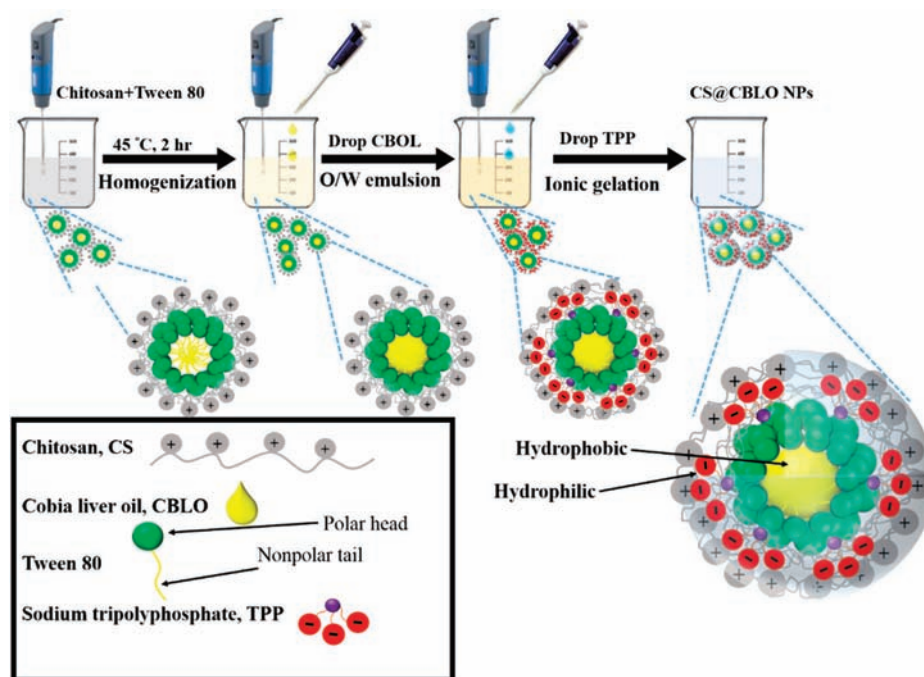 Chitosan+Tween 80
CS@CBLO NPs
45 °C, 2 hr
Drop CBOL
Drop TPP
Homogenization
O/W emulsion
Ionic gelation
Hydrophobic
Hydrophilic
Chitosan, CS
Cobia liver oil, CBLO
Polar head
Tween 80
Nonpolar tail
Sodium tripolyphosphate, TPP